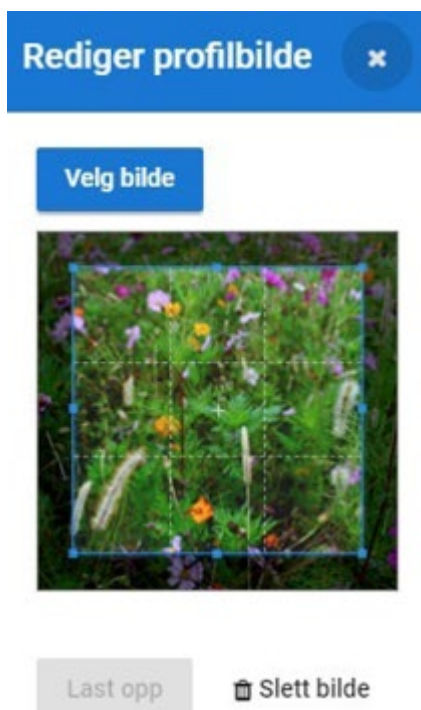 Rediger profilbilde
Velg bilde
Last opp
Slett bilde